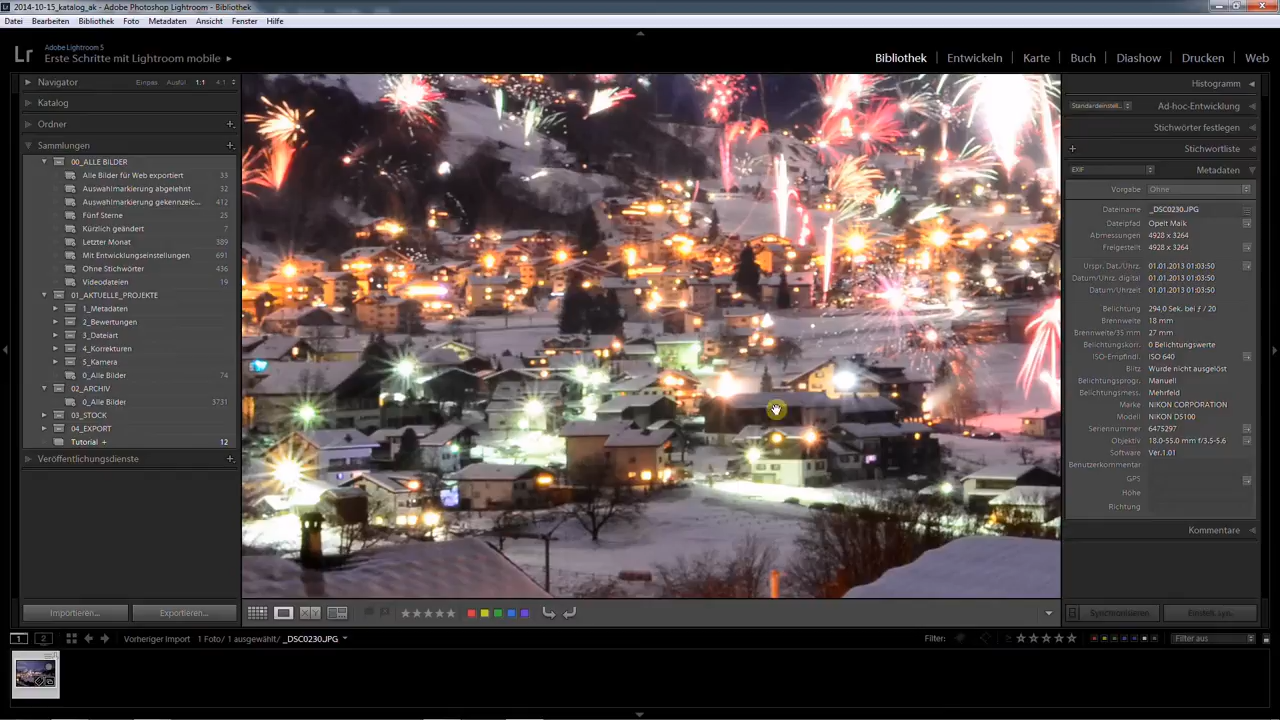 2014-10-15_katalog_ak - Adobe Photoshop Lightroom - Bibliothek
Datei Bearbeiten Bibliothek Foto Metadaten Ansicht Fenster Hilfe
Lr Adobe Lightroom 5
Erste Schritte mit Lightroom mobile
Bibliothek Entwickeln Karte Buch Diashow Drucken Web
Navigator Einpas Ausfül 1:1 4:1
Katalog
Ordner
Sammlungen
00_ALLE BILDER
Alle Bilder für Web exportiert 33
Auswahlmarkierung abgelehnt 32
Auswahlmarkierung gekennzeic... 412
Fünf Sterne 25
Kürzlich geändert 7
Letzter Monat 389
Mit Entwicklungseinstellungen 691
Ohne Stichwörter 436
Videodateien 19
01_AKTUELLE_PROJEKTE
1_Metadaten
2_Bewertungen
3_Dateiart
4_Korrekturen
5_Kamera
0_Alle Bilder 74
02_ARCHIV
0_Alle Bilder 3731
03_STOCK
04_EXPORT
Tutorial + 12
Veröffentlichungsdienste
Importieren... Exportieren...
Histogramm
Standardeinstell... Ad-hoc-Entwicklung
Stichwörter festlegen
Stichwortliste
EXIF Metadaten
Vorgabe Ohne
Dateiname _DSC0230.JPG
Dateipfad Opelt Maik
Abmessungen 4928 x 3264
Freigestellt 4928 x 3264
Urspr. Dat./Uhrz. 01.01.2013 01:03:50
Datum/Uhrz. digital 01.01.2013 01:03:50
Datum/Uhrzeit 01.01.2013 01:03:50
Belichtung 294.0 Sek. bei ƒ / 20
Brennweite 18 mm
Brennweite/35 mm 27 mm
Belichtungskorr. 0 Belichtungswerte
ISO-Empfindl. ISO 640
Blitz Wurde nicht ausgelöst
Belichtungsprog. Manuell
Belichtungsmess. Mehrfeld
Marke NIKON CORPORATION
Modell NIKON D5100
Seriennummer 6475297
Objektiv 18.0-55.0 mm f/3.5-5.6
Software Ver.1.01
Benutzerkommentar
GPS
Höhe
Richtung
Kommentare
Synchronisieren Einstell. syn.
1 2 Vorheriger Import 1 Foto/ 1 ausgewählt/ _DSC0230.JPG Filter: Filter aus